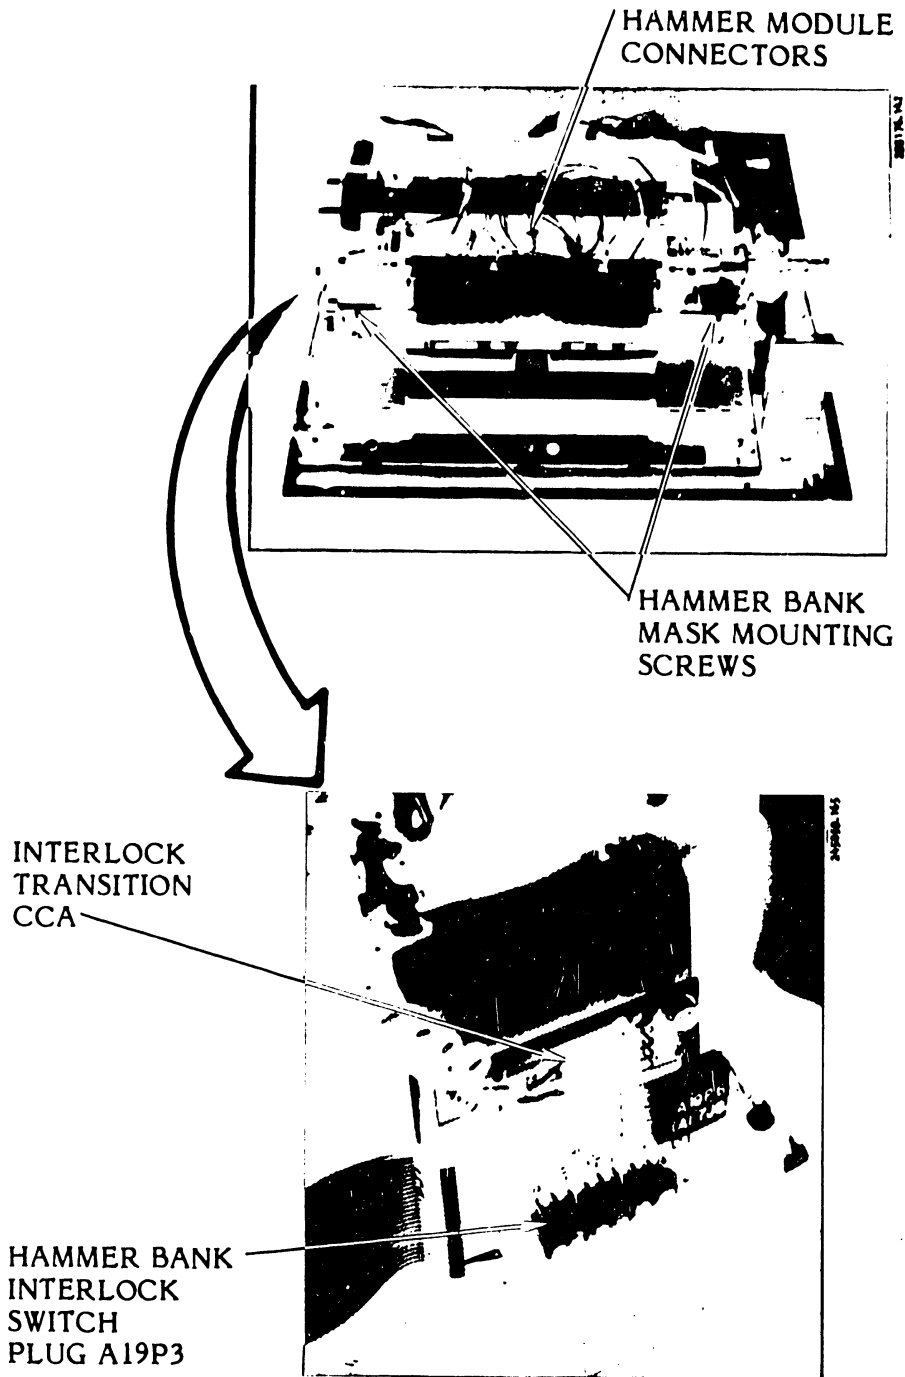 HAMMER MODULE
CONNECTORS
HAMMER BANK
MASK MOUNTING
SCREWS
INTERLOCK
TRANSITION
CCA
HAMMER BANK
INTERLOCK
SWITCH
PLUG A19P3